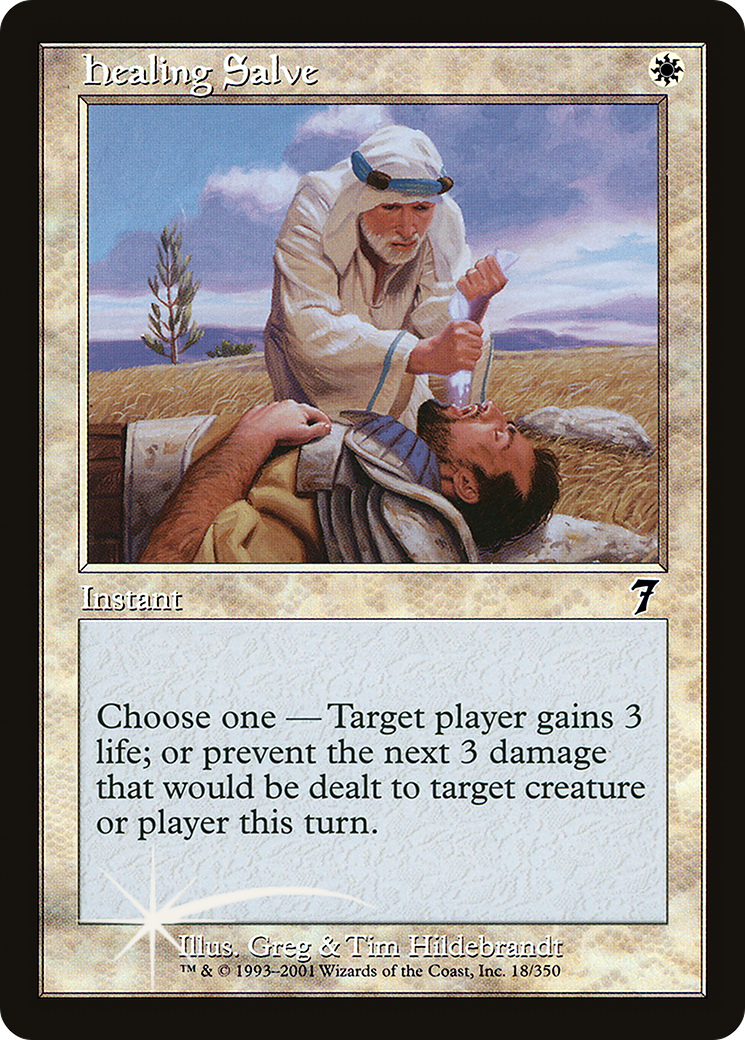 Healing Salve
Instant
7
Choose one — Target player gains 3
life; or prevent the next 3 damage
that would be dealt to target creature
or player this turn.
Illus. Greg & Tim Hildebrandt
™ & © 1993–2001 Wizards of the Coast, Inc. 18/350